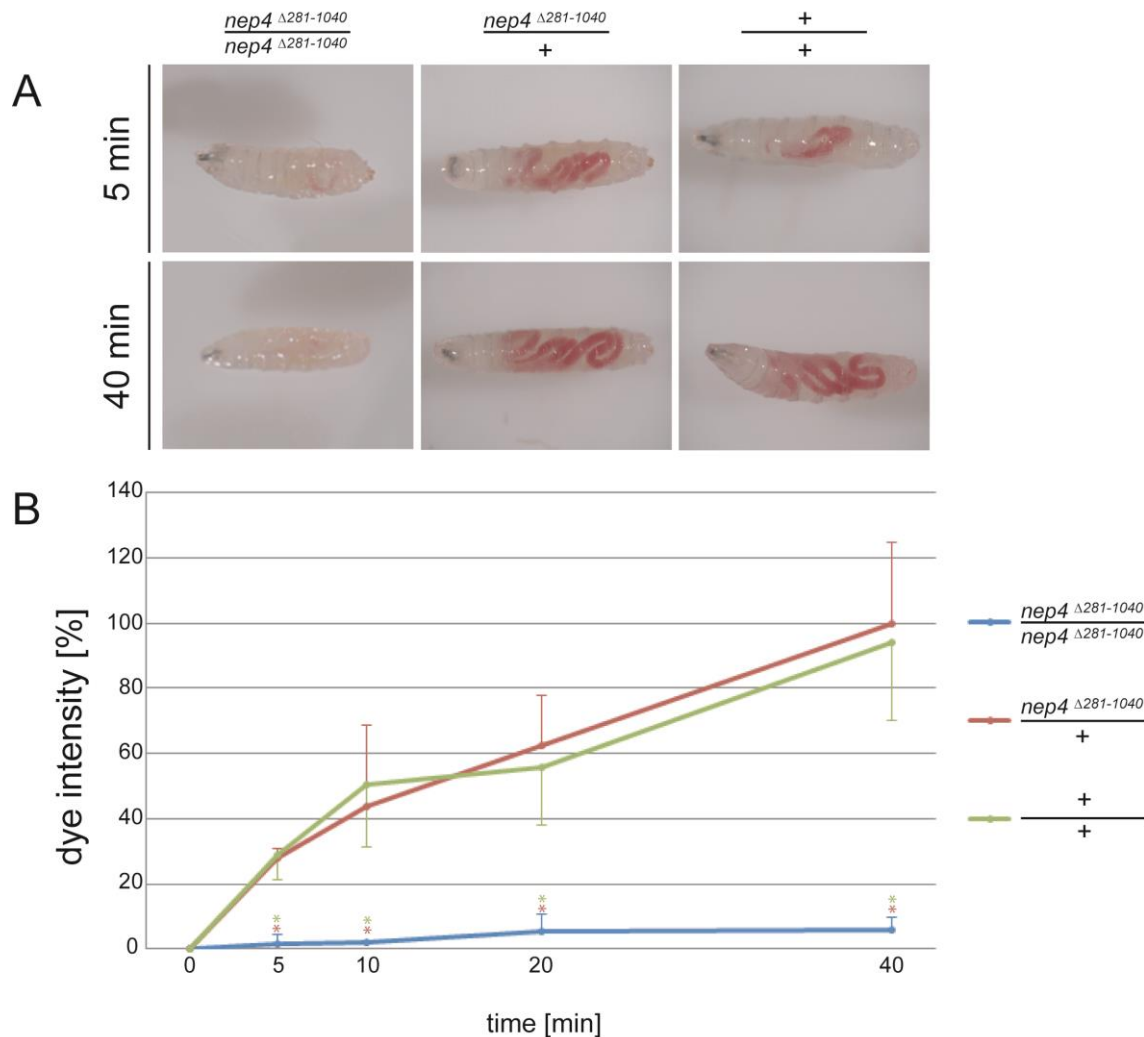 nep4 Δ281-1040 nep4 Δ281-1040 +
nep4 Δ281-1040 + +
A
5 min
40 min
B
140
120
100
80
60
40
20
0
dye intensity [%]
* * * *
* * * *
0 5 10 20 40
time [min]
nep4 Δ281-1040
nep4 Δ281-1040
nep4 Δ281-1040
+
+
+